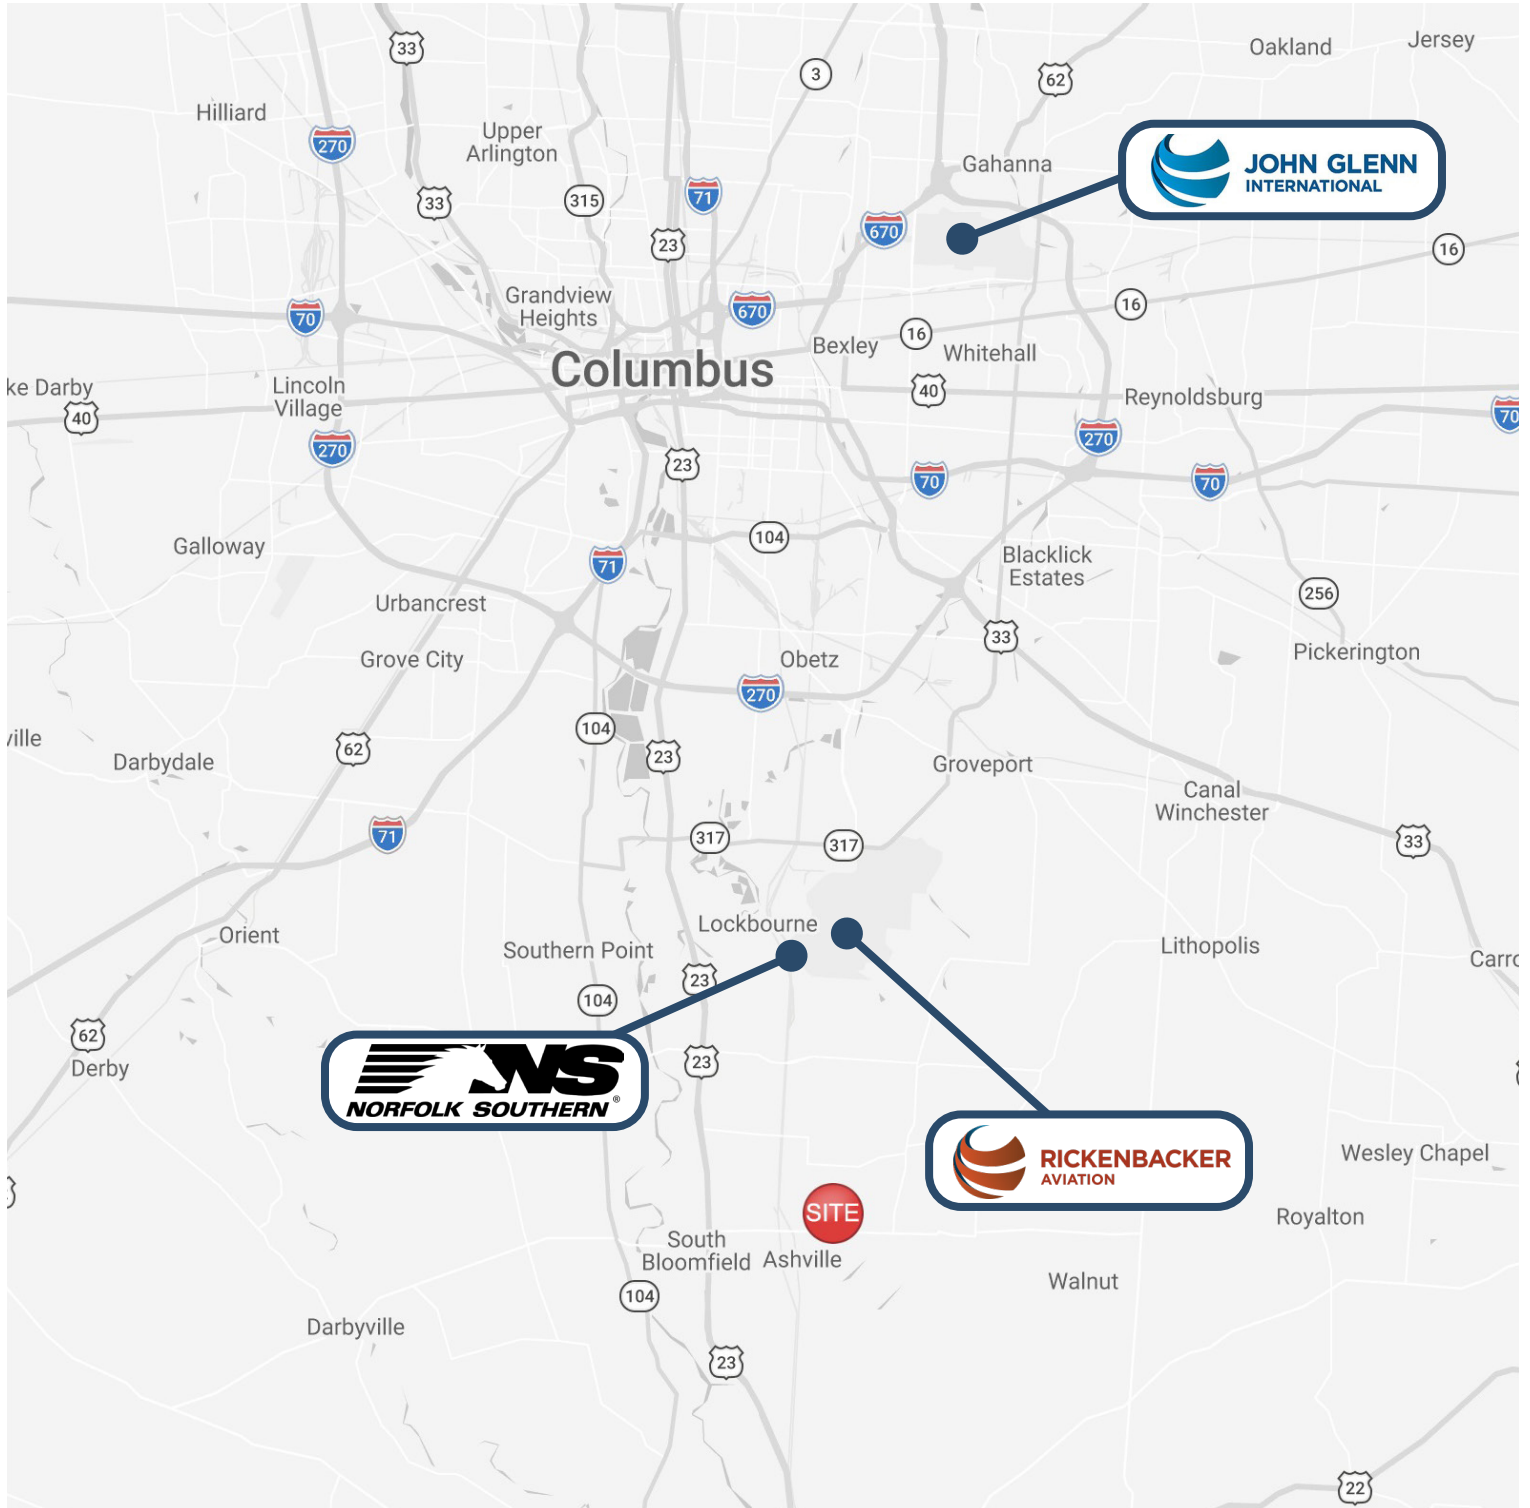 33
Oakland
Jersey
3
62
Hilliard
270
Upper
Arlington
Gahanna
JOHN GLENN
INTERNATIONAL
33
315
71
670
23
16
Grandview
Heights
70
670
16
16
Bexley
Whitehall
Columbus
ke Darby
40
Lincoln
Village
40
Reynoldsburg
70
270
23
270
70
70
Galloway
104
71
Blacklick
Estates
Urbancrest
256
33
Grove City
Obetz
Pickerington
270
ville
104
62
23
Darbydale
Groveport
Canal
Winchester
71
317
317
33
Orient
Lockbourne
Southern Point
Lithopolis
Carro
23
104
62
Derby
23
NS
NORFOLK SOUTHERN®
RICKENBACKER
AVIATION
Wesley Chapel
SITE
Royalton
South
Bloomfield
Ashville
Walnut
104
Darbyville
23
22